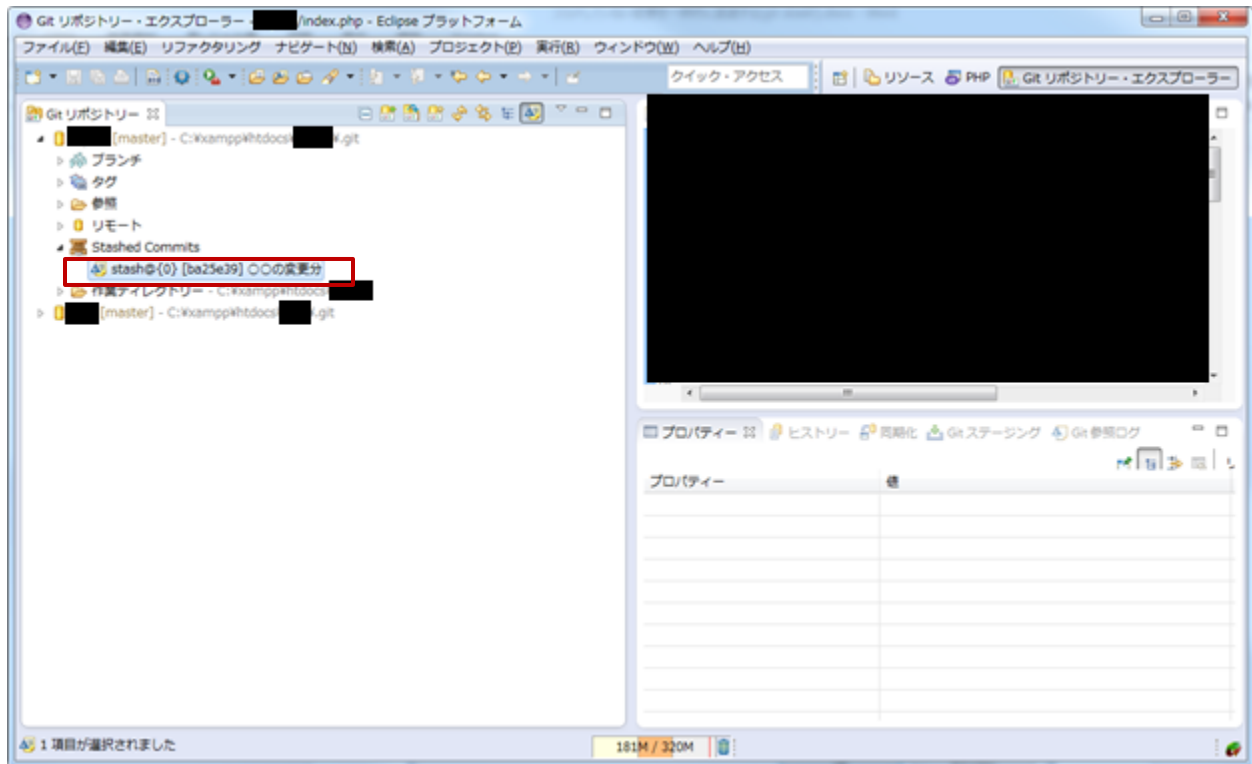 Git リポジトリー・エクスプローラー - /index.php - Eclipse プラットフォーム
ファイル(F) 編集(E) リファクタリング ナビゲート(N) 検索(A) プロジェクト(P) 実行(R) ウィンドウ(W) ヘルプ(H)
クイック・アクセス リソース PHP Git リポジトリー・エクスプローラー
Git リポジトリー
[master] - C:¥xampp¥htdocs¥ ¥.git
ブランチ
タグ
参照
リモート
Stashed Commits
stash@{0} [ba25e39] 〇〇の変更分
作業ディレクトリー - C:¥xampp¥htdocs¥
[master] - C:¥xampp¥htdocs¥ ¥.git
プロパティー ヒストリー 同期化 Git ステージング Git 参照ログ
プロパティー 値
1 項目が選択されました
181M / 320M